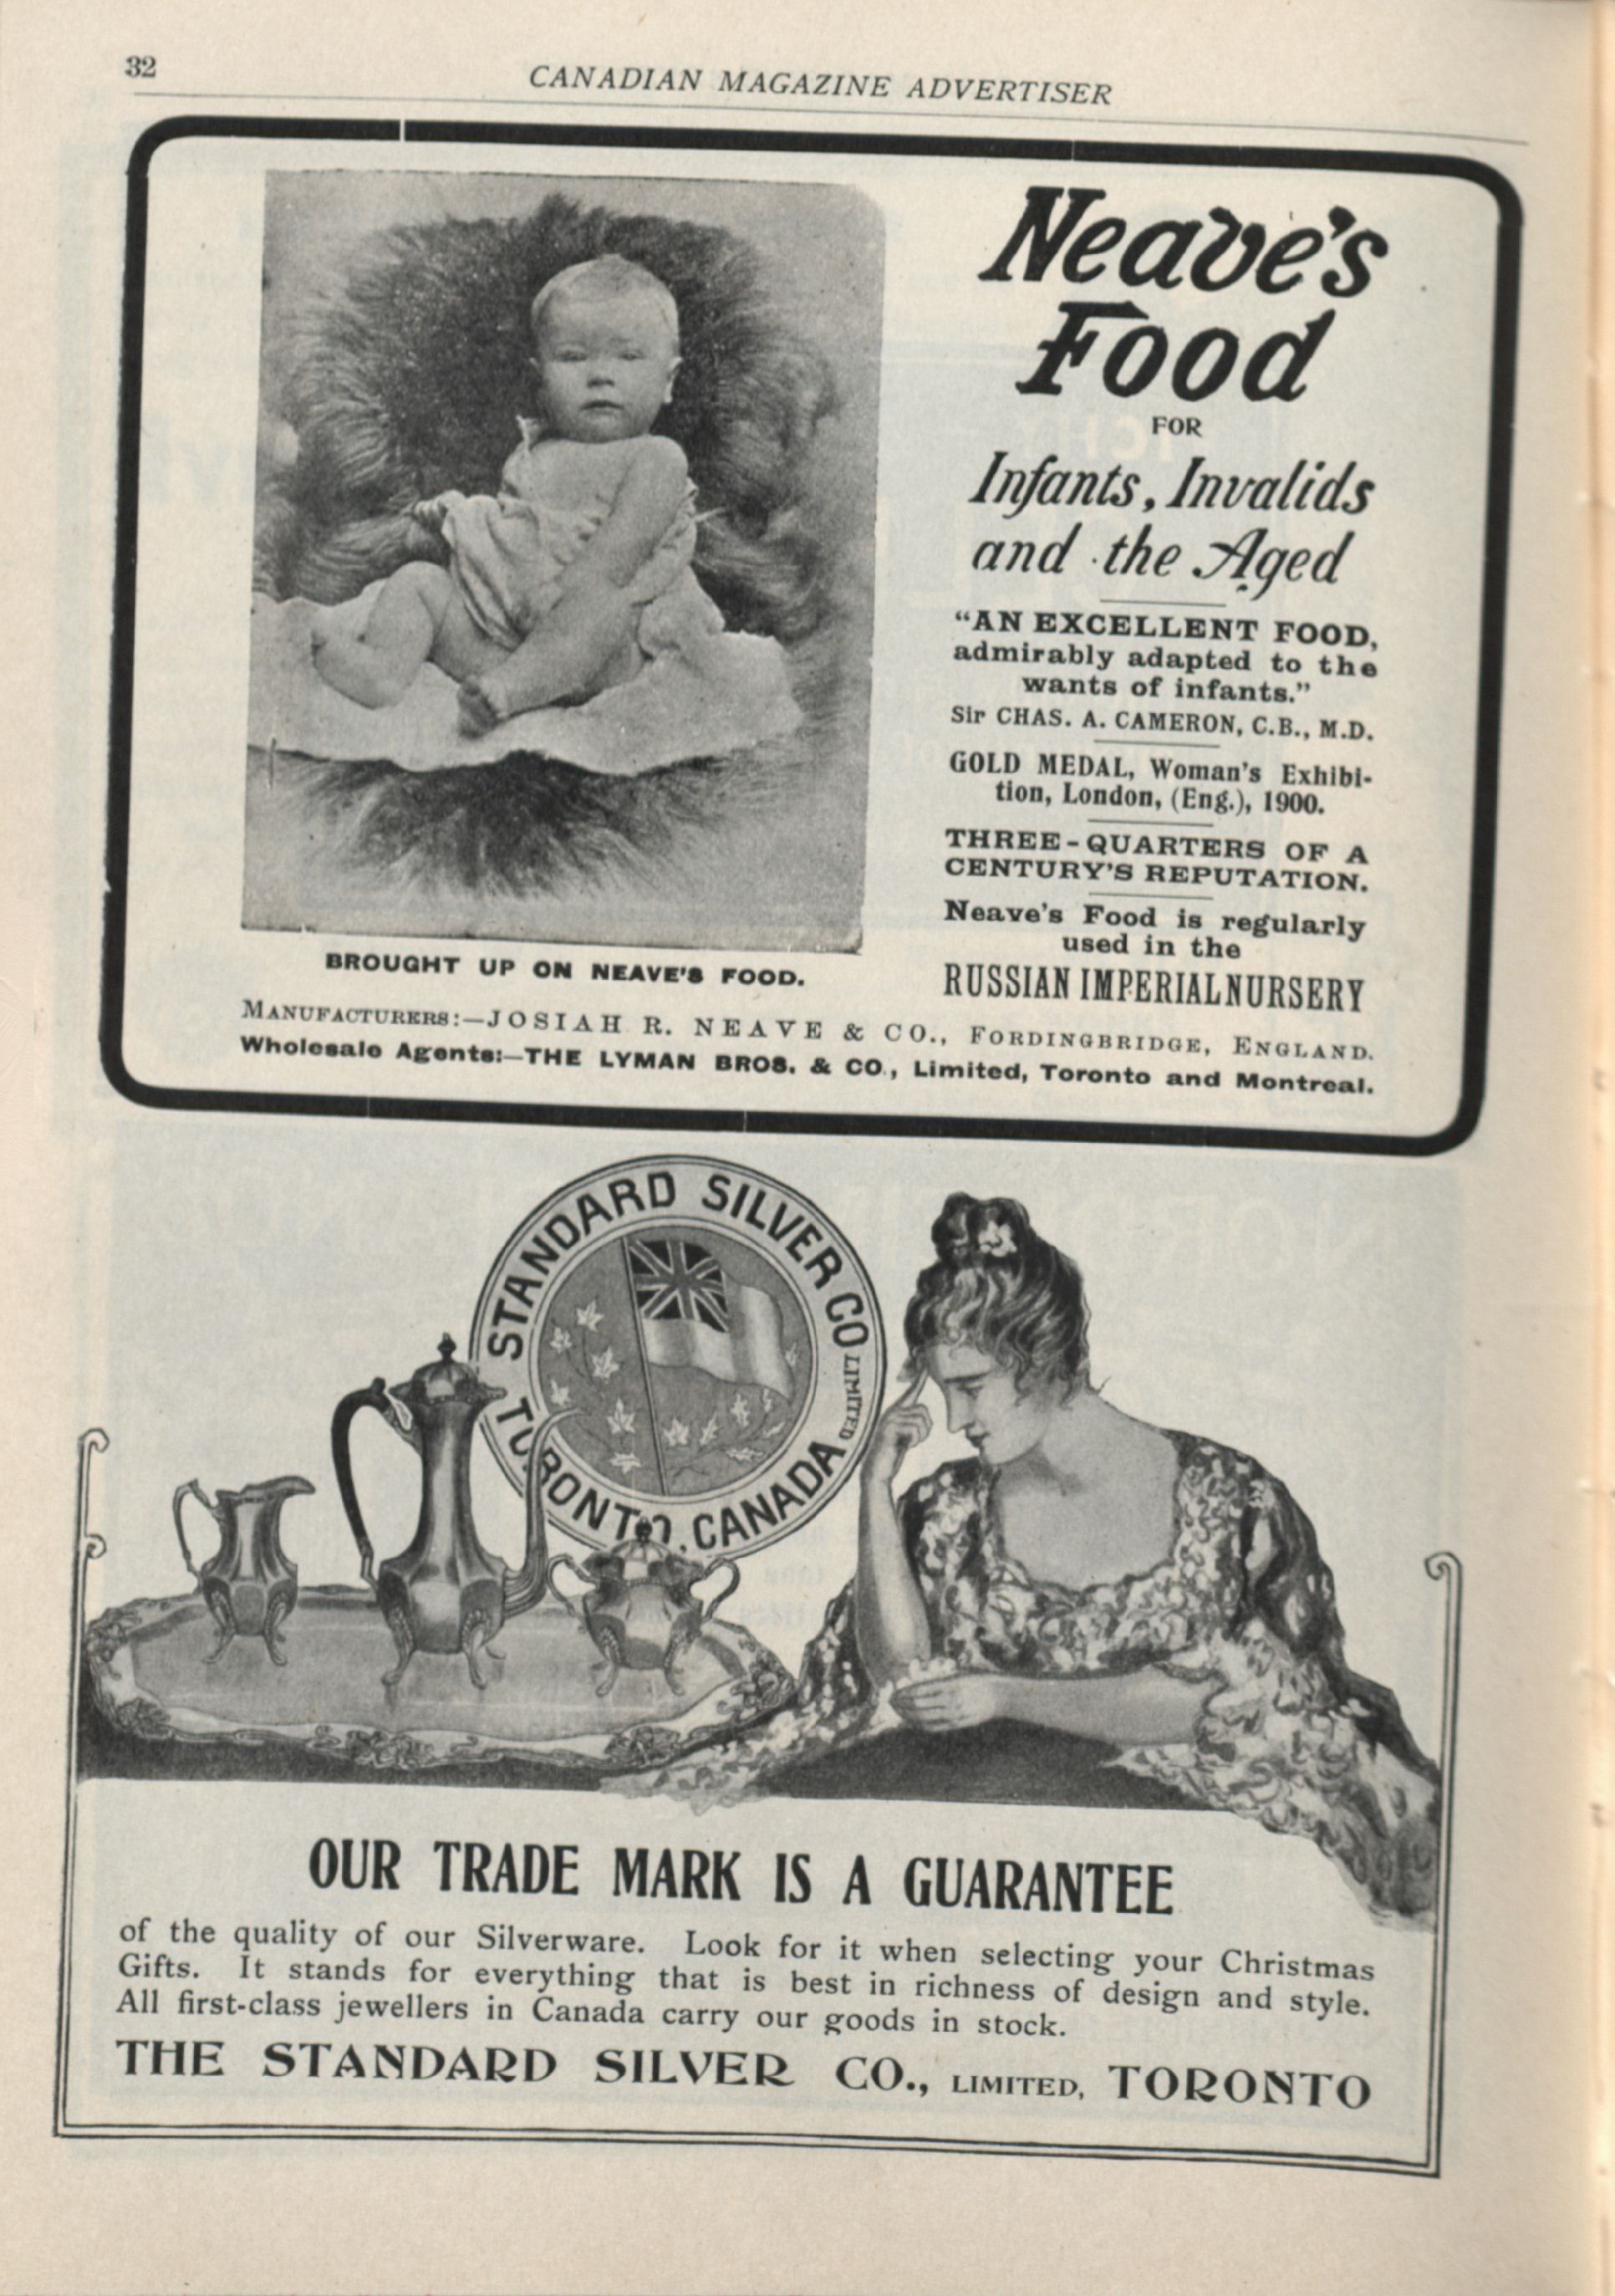 32
CANADIAN MAGAZINE ADVERTISER
Neave's
Food
FOR
Infants, Invalids
and the Aged
"AN EXCELLENT FOOD,
admirably adapted to the
wants of infants."
Sir CHAS. A. CAMERON, C.B., M.D.
GOLD MEDAL, Woman's Exhibi-
tion, London, (Eng.), 1900.
THREE-QUARTERS OF A
CENTURY'S REPUTATION.
Neave's Food is regularly
used in the
RUSSIAN IMPERIAL NURSERY
BROUGHT UP ON NEAVE'S FOOD.
MANUFACTURERS:—JOSIAH R. NEAVE & CO., FORDINGBRIDGE, ENGLAND.
Wholesale Agents:—THE LYMAN BROS. & CO., Limited, Toronto and Montreal.
STANDARD SILVER CO LIMITED
TORONTO, CANADA
OUR TRADE MARK IS A GUARANTEE
of the quality of our Silverware. Look for it when selecting your Christmas
Gifts. It stands for everything that is best in richness of design and style.
All first-class jewellers in Canada carry our goods in stock.
THE STANDARD SILVER CO., LIMITED, TORONTO